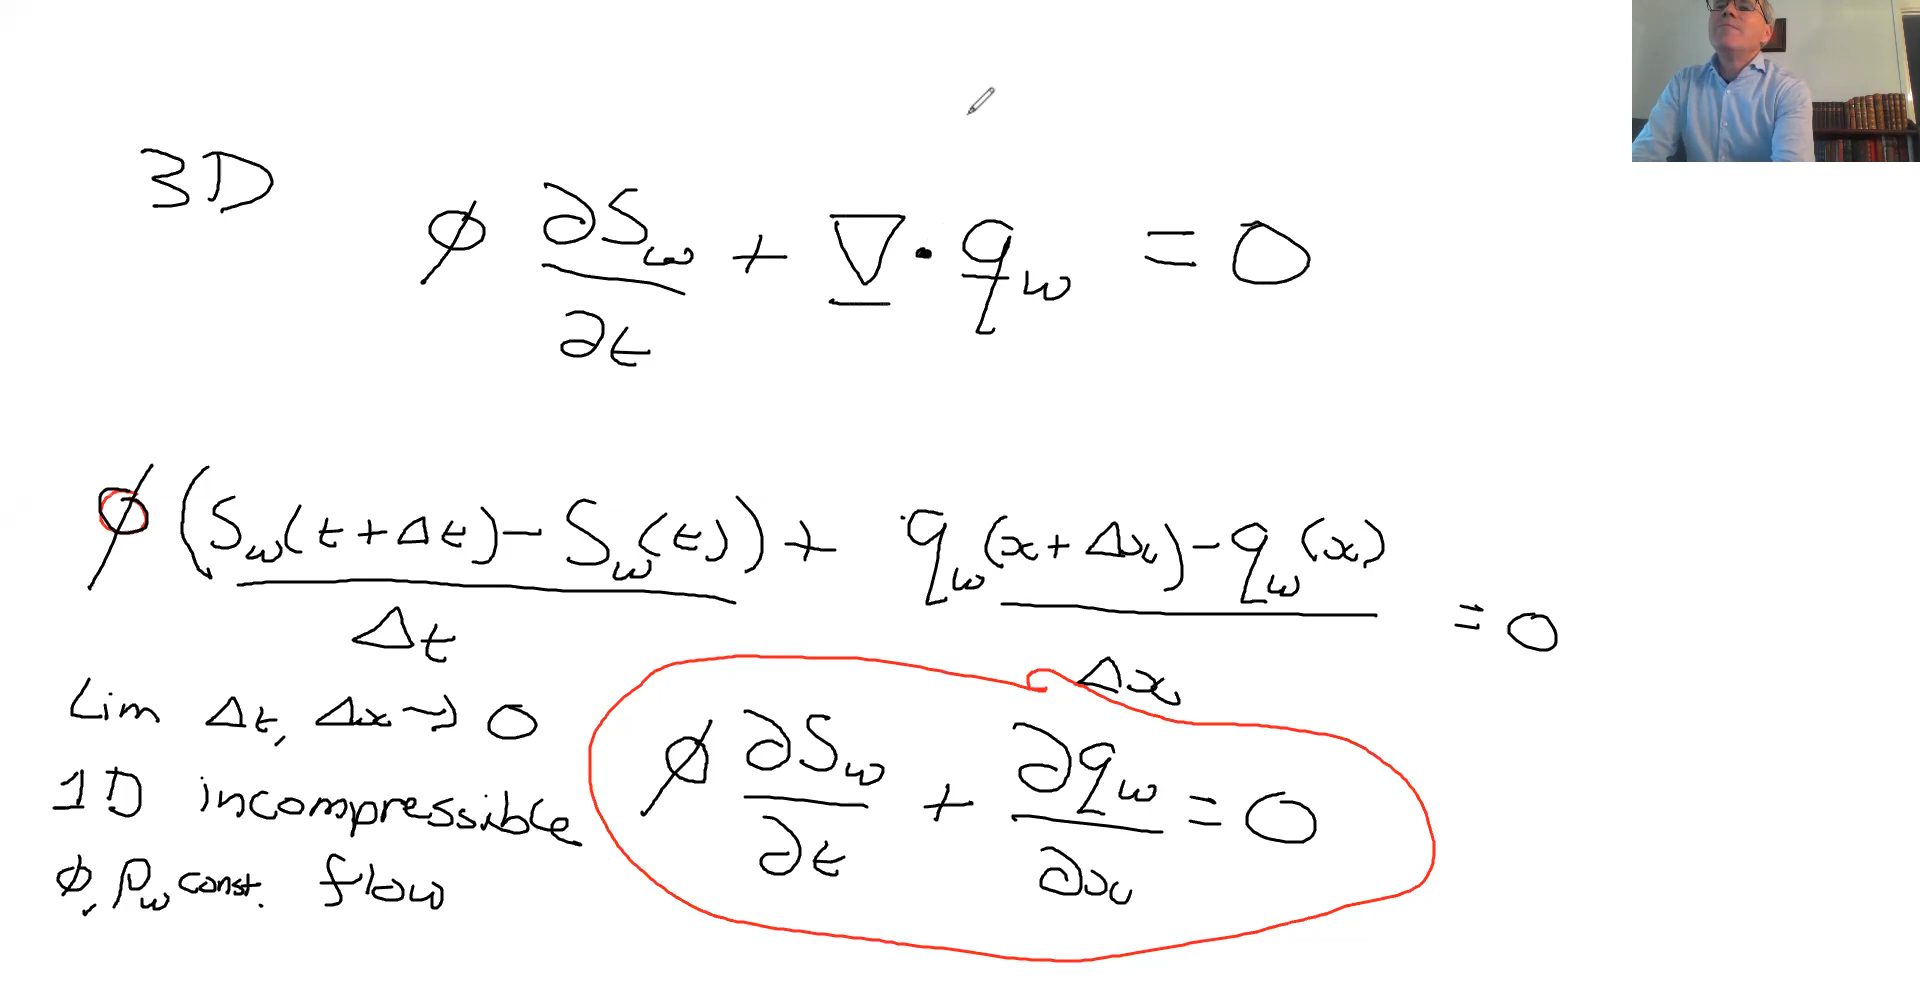 3D
ϕ ∂S_w/∂t + ∇ · q_w = 0
ϕ (S_w(t+Δt) − S_w(t))/Δt + (q_w(x+Δx) − q_w(x))/Δx = 0
Lim Δt, Δx → 0
ϕ ∂S_w/∂t + ∂q_w/∂x = 0
1D incompressible
ϕ, ρ_w const. flow